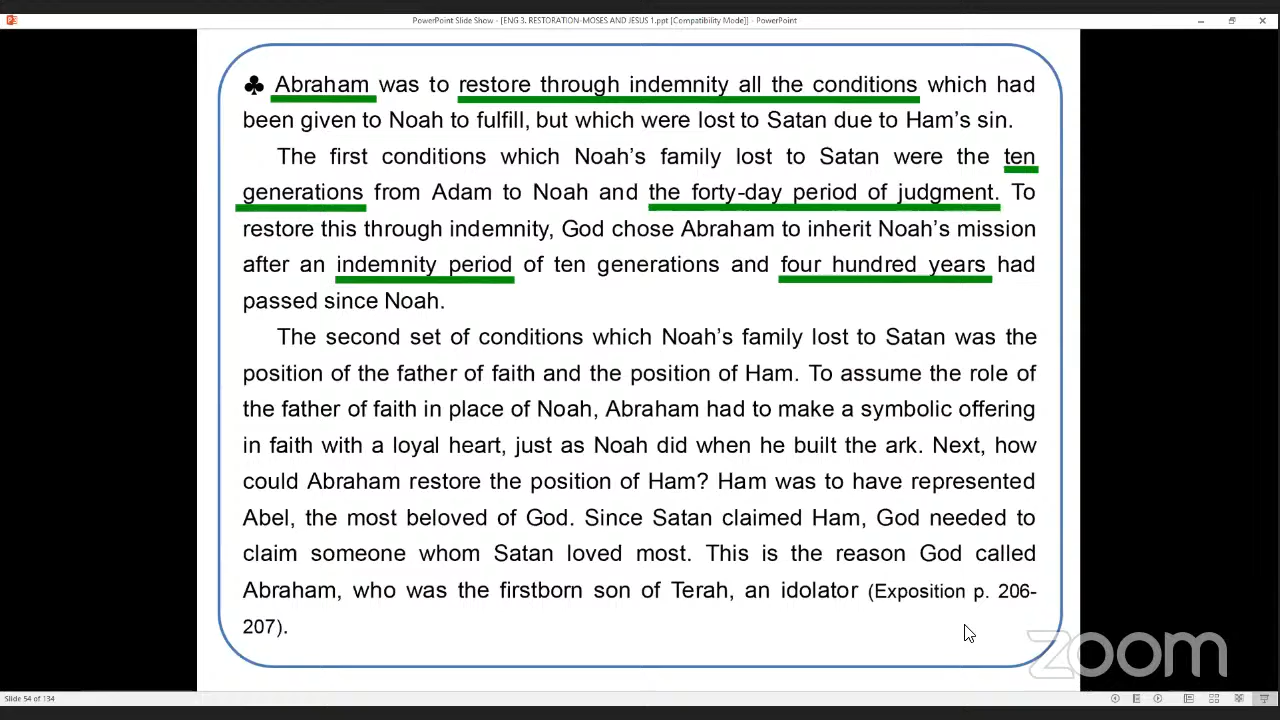 PowerPoint Slide Show - [ENG 3. RESTORATION-MOSES AND JESUS 1.ppt [Compatibility Mode]] - PowerPoint
♣ Abraham was to restore through indemnity all the conditions which had
been given to Noah to fulfill, but which were lost to Satan due to Ham’s sin.
The first conditions which Noah’s family lost to Satan were the ten
generations from Adam to Noah and the forty-day period of judgment. To
restore this through indemnity, God chose Abraham to inherit Noah’s mission
after an indemnity period of ten generations and four hundred years had
passed since Noah.
The second set of conditions which Noah’s family lost to Satan was the
position of the father of faith and the position of Ham. To assume the role of
the father of faith in place of Noah, Abraham had to make a symbolic offering
in faith with a loyal heart, just as Noah did when he built the ark. Next, how
could Abraham restore the position of Ham? Ham was to have represented
Abel, the most beloved of God. Since Satan claimed Ham, God needed to
claim someone whom Satan loved most. This is the reason God called
Abraham, who was the firstborn son of Terah, an idolator (Exposition p. 206-
207).
zoom
Slide 54 of 134